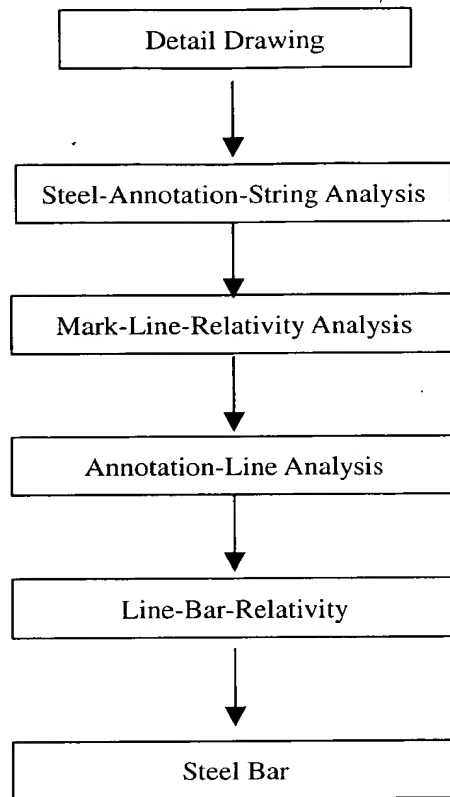 Detail Drawing
Steel-Annotation-String Analysis
Mark-Line-Relativity Analysis
Annotation-Line Analysis
Line-Bar-Relativity
Steel Bar